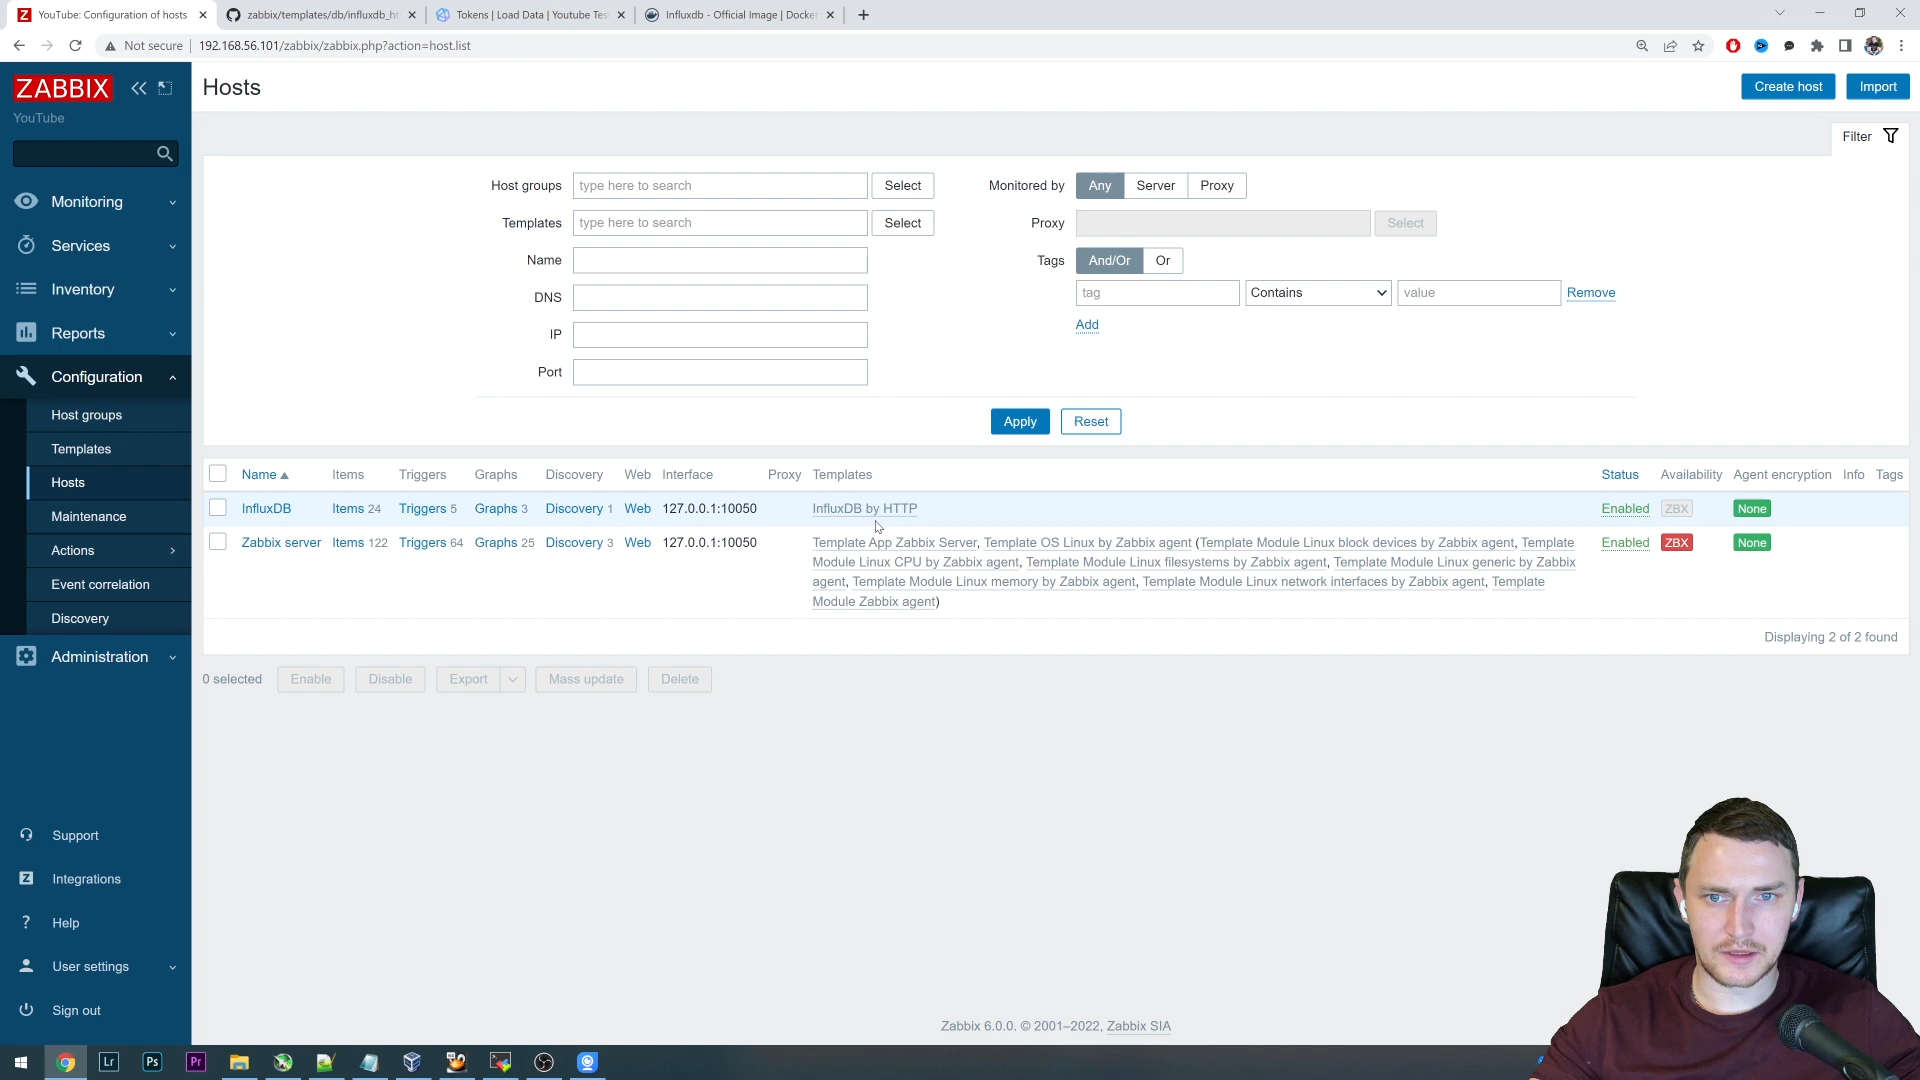 YouTube: Configuration of hosts
zabbix/templates/db/influxdb_ht
Tokens | Load Data | Youtube Tes
Influxdb - Official Image | Docker
Not secure
192.168.56.101/zabbix/zabbix.php?action=host.list
ZABBIX
YouTube
Monitoring
Services
Inventory
Reports
Configuration
Host groups
Templates
Hosts
Maintenance
Actions
Event correlation
Discovery
Administration
Support
Integrations
Help
User settings
Sign out
Hosts
Create host
Import
Filter
Host groups type here to search Select
Templates type here to search Select
Name
DNS
IP
Port
Monitored by Any Server Proxy
Proxy Select
Tags And/Or Or
tag Contains value Remove
Add
Apply Reset
Name Items Triggers Graphs Discovery Web Interface Proxy Templates Status Availability Agent encryption Info Tags
InfluxDB Items 24 Triggers 5 Graphs 3 Discovery 1 Web 127.0.0.1:10050 InfluxDB by HTTP Enabled ZBX None
Zabbix server Items 122 Triggers 64 Graphs 25 Discovery 3 Web 127.0.0.1:10050 Template App Zabbix Server, Template OS Linux by Zabbix agent (Template Module Linux block devices by Zabbix agent, Template Enabled ZBX None
Module Linux CPU by Zabbix agent, Template Module Linux filesystems by Zabbix agent, Template Module Linux generic by Zabbix
agent, Template Module Linux memory by Zabbix agent, Template Module Linux network interfaces by Zabbix agent, Template
Module Zabbix agent)
Displaying 2 of 2 found
0 selected Enable Disable Export Mass update Delete
Zabbix 6.0.0. © 2001–2022, Zabbix SIA
Lr
Ps
Pr